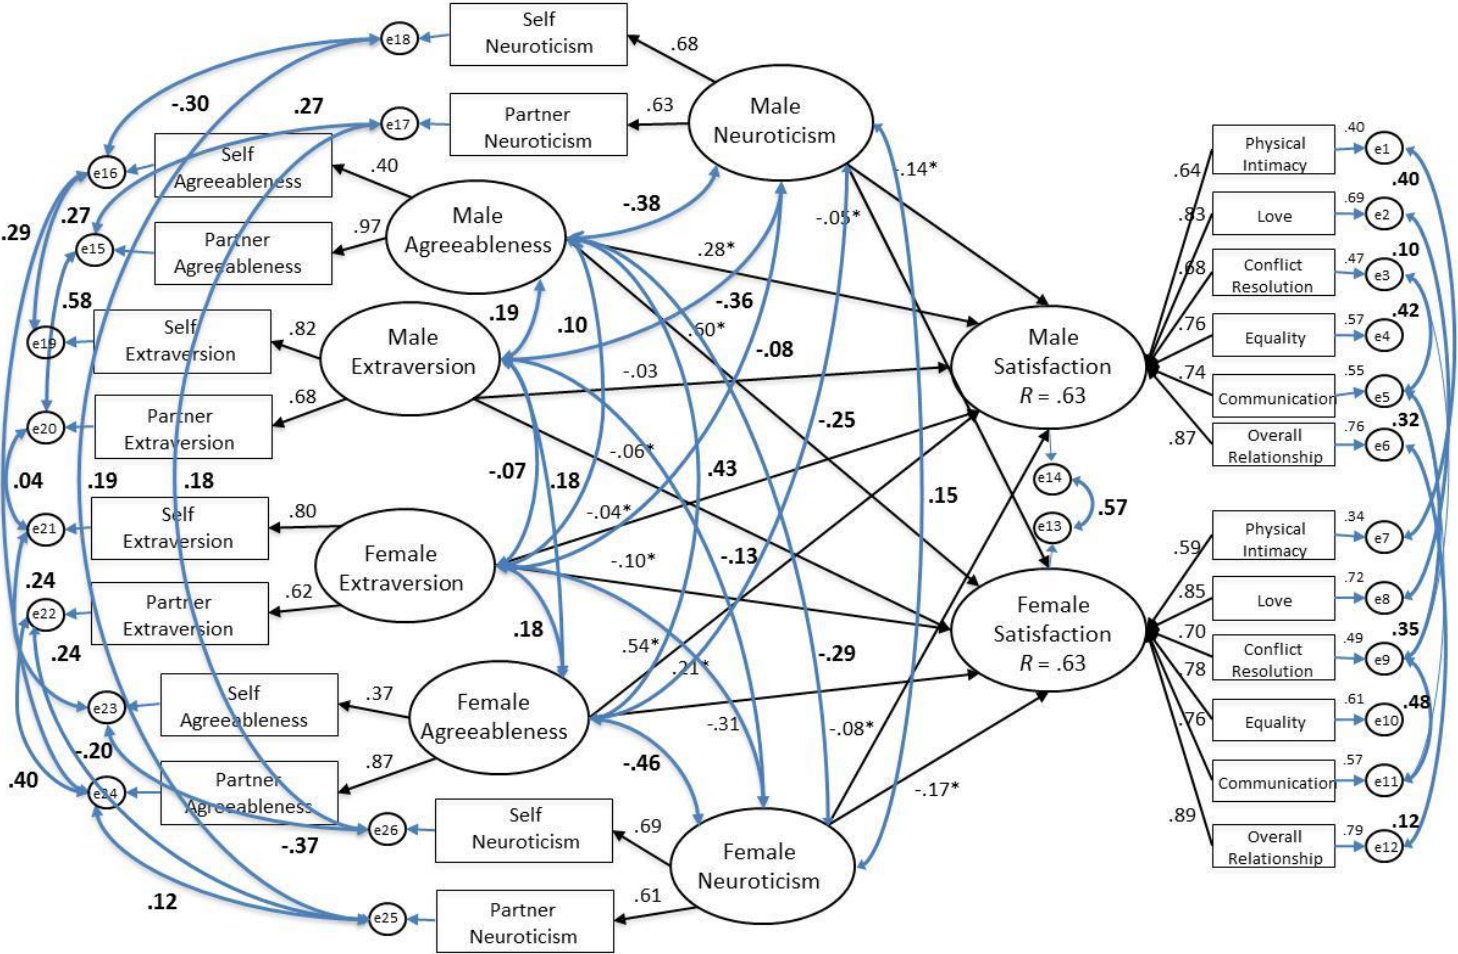 Self
Neuroticism
e18
.68
-.30
.27
Partner
Neuroticism
e17
.63
Male
Neuroticism
Self
Agreeableness
e16
.40
.27
.29
Partner
Agreeableness
e15
.97
Male
Agreeableness
-.38
.14*
-.05*
.28*
.58
Self
Extraversion
e19
.82
Male
Extraversion
.19
.10
-.36
.60*
-.08
-.03
Partner
Extraversion
e20
.68
-.25
-.06*
.04
.19
.18
-.07
.18
.43
.15
Self
Extraversion
e21
.80
-.04*
Female
Extraversion
-.10*
-.13
.24
Partner
Extraversion
e22
.62
.24
.18
.54*
.21*
-.29
Self
Agreeableness
e23
.37
Female
Agreeableness
-.31
-.08*
-.20
.40
Partner
Agreeableness
e24
.87
-.46
-.17*
Self
Neuroticism
e26
.69
-.37
Female
Neuroticism
.12
Partner
Neuroticism
e25
.61
Male
Satisfaction
R = .63
e14
.57
e13
Female
Satisfaction
R = .63
Physical
Intimacy
.40
e1
.64
.40
Love
.69
e2
.83
.10
Conflict
Resolution
.47
e3
.68
.42
Equality
.57
e4
.76
Communication
.55
e5
.74
.32
Overall
Relationship
.76
e6
.87
Physical
Intimacy
.34
e7
.59
Love
.72
e8
.85
.35
Conflict
Resolution
.49
e9
.70
.48
Equality
.61
e10
.78
Communication
.57
e11
.76
.12
Overall
Relationship
.79
e12
.89